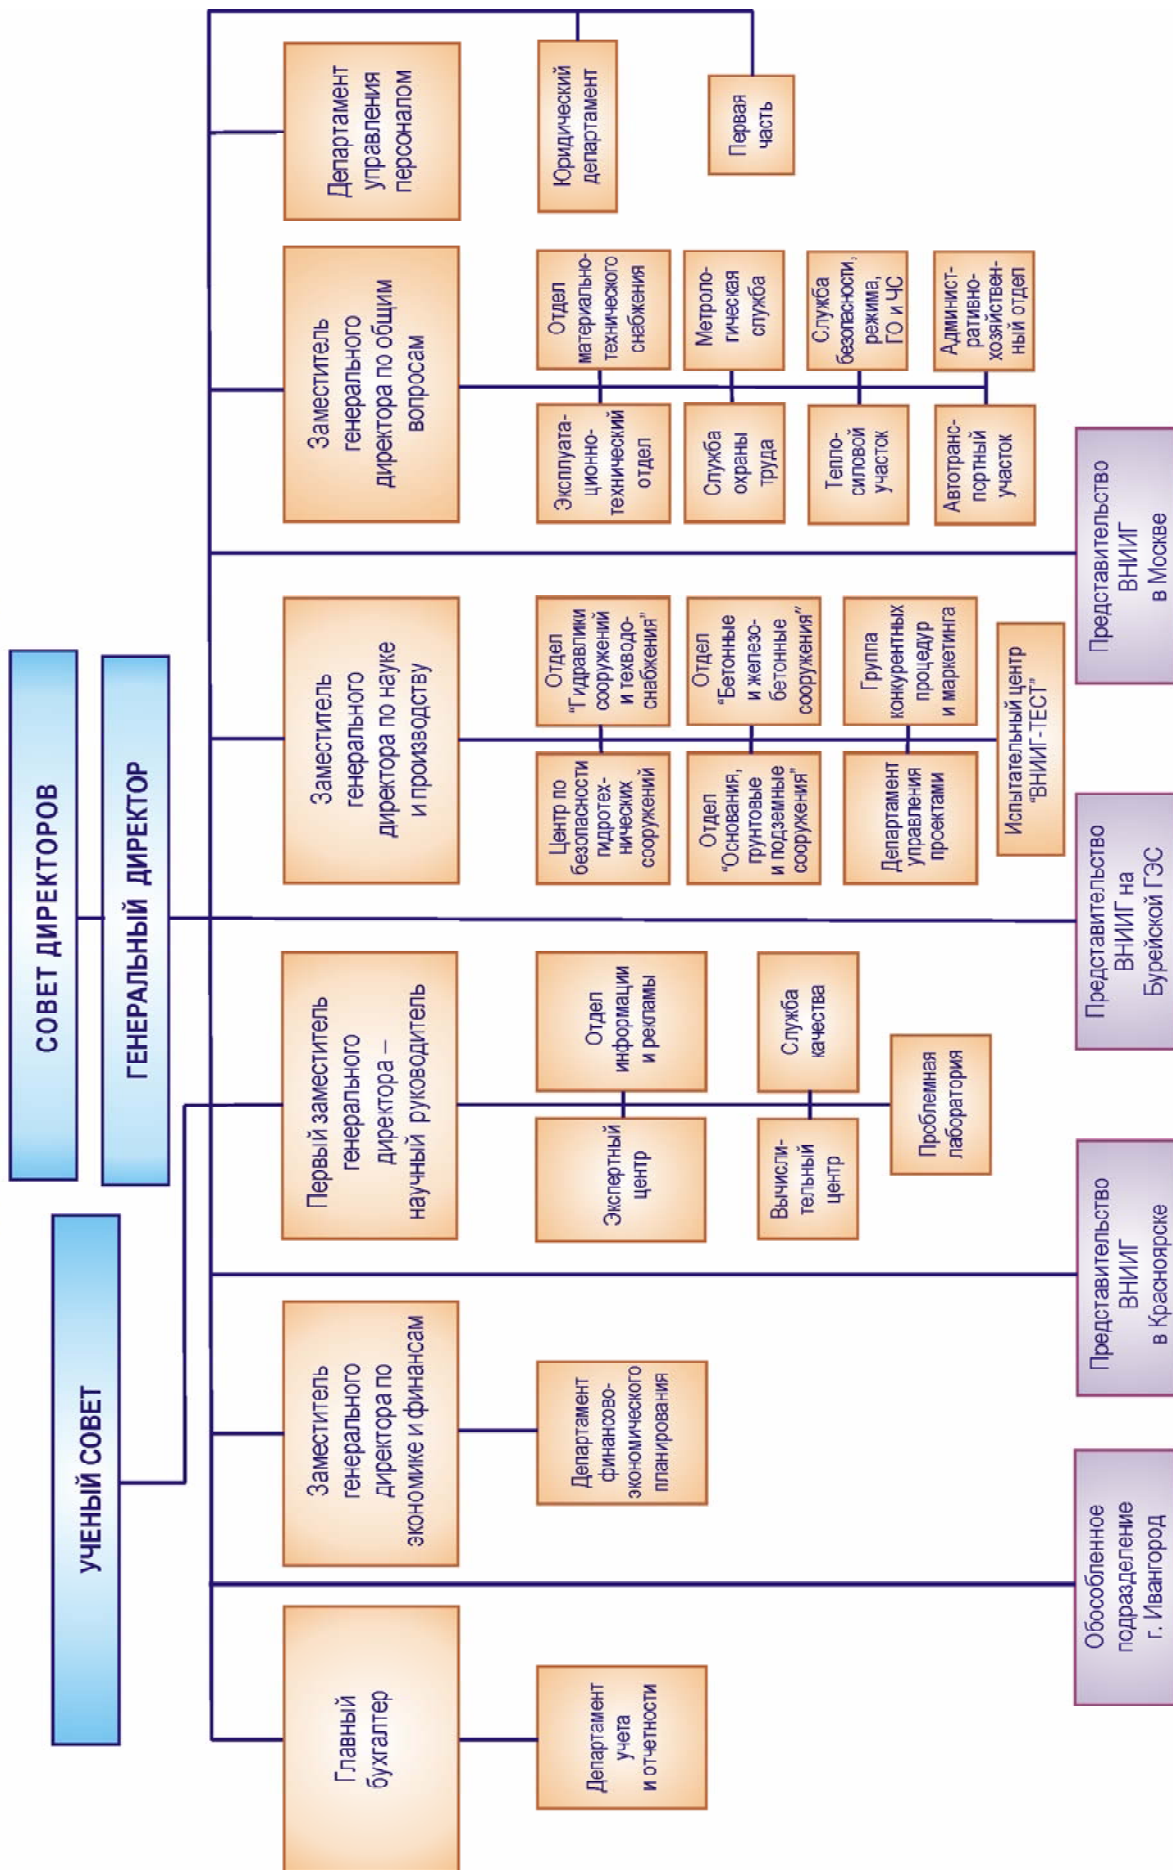 СОВЕТ ДИРЕКТОРОВ
УЧЕНЫЙ СОВЕТ
ГЕНЕРАЛЬНЫЙ ДИРЕКТОР
Главный
бухгалтер
Заместитель
генерального
директора по
экономике и финансам
Первый заместитель
генерального
директора –
научный руководитель
Заместитель
генерального
директора по науке
и производству
Заместитель
генерального
директора по общим
вопросам
Департамент
управления
персоналом
Департамент
учета
и отчетности
Департамент
финансово-
экономического
планирования
Экспертный
центр
Отдел
информации
и рекламы
Вычисли-
тельный
центр
Служба
качества
Проблемная
лаборатория
Центр по
безопасности
гидротех-
нических
сооружений
Отдел
“Гидравлики
сооружений
и техводо-
снабжения”
Отдел
“Основания,
грунтовые
и подземные
сооружения”
Отдел
“Бетонные
и железо-
бетонные
сооружения”
Департамент
управления
проектами
Группа
конкурентных
процедур
и маркетинга
Испытательный центр
“ВНИИГ-ТЕСТ”
Эксплуата-
ционно-
технический
отдел
Отдел
материально-
технического
снабжения
Служба
охраны
труда
Метроло-
гическая
служба
Тепло-
силовой
участок
Служба
безопасности,
режима,
ГО и ЧС
Автотранс-
портный
участок
Админист-
ративно-
хозяйствен-
ный отдел
Юридический
департамент
Первая
часть
Обособленное
подразделение
г. Ивангород
Представительство
ВНИИГ
в Красноярске
Представительство
ВНИИГ на
Бурейской ГЭС
Представительство
ВНИИГ
в Москве